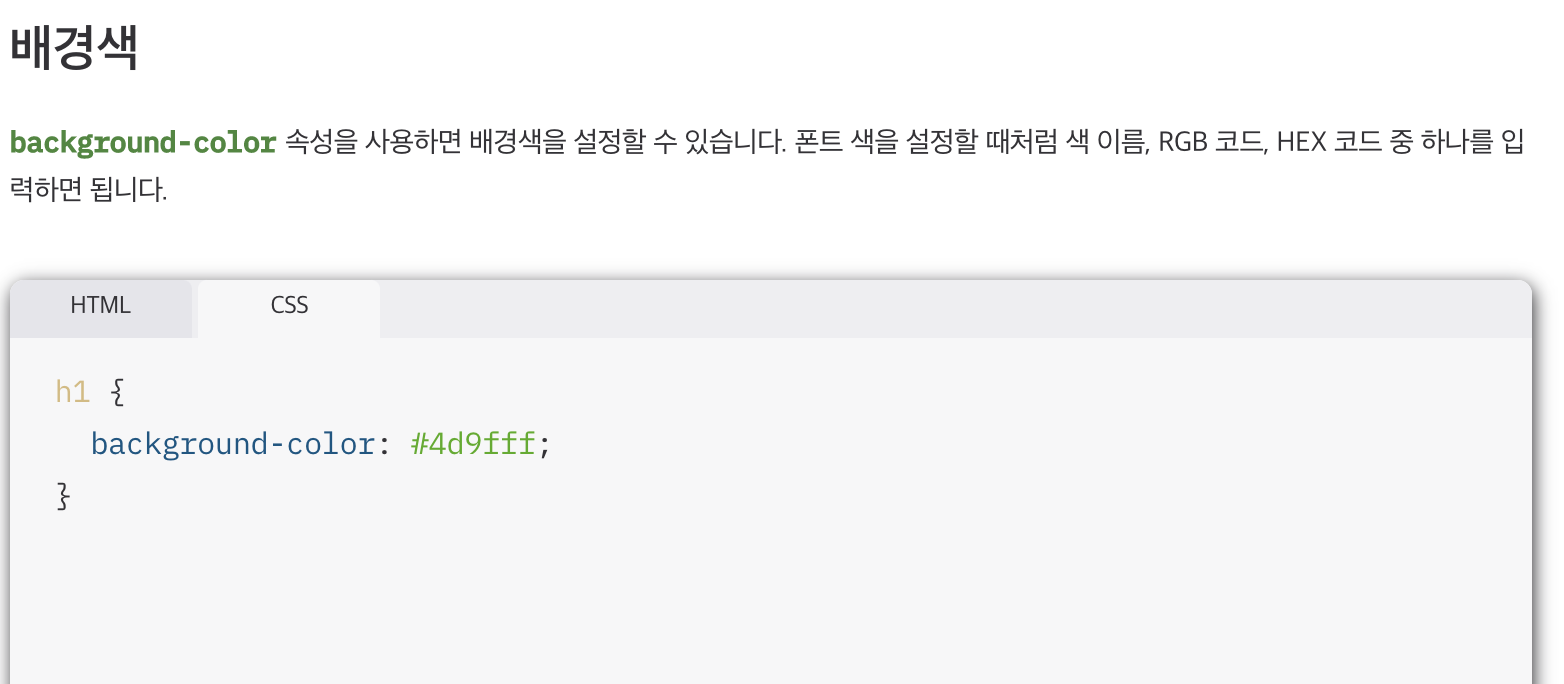 배경색
background-color 속성을 사용하면 배경색을 설정할 수 있습니다. 폰트 색을 설정할 때처럼 색 이름, RGB 코드, HEX 코드 중 하나를 입
력하면 됩니다.
HTML CSS
h1 {
  background-color: #4d9fff;
}